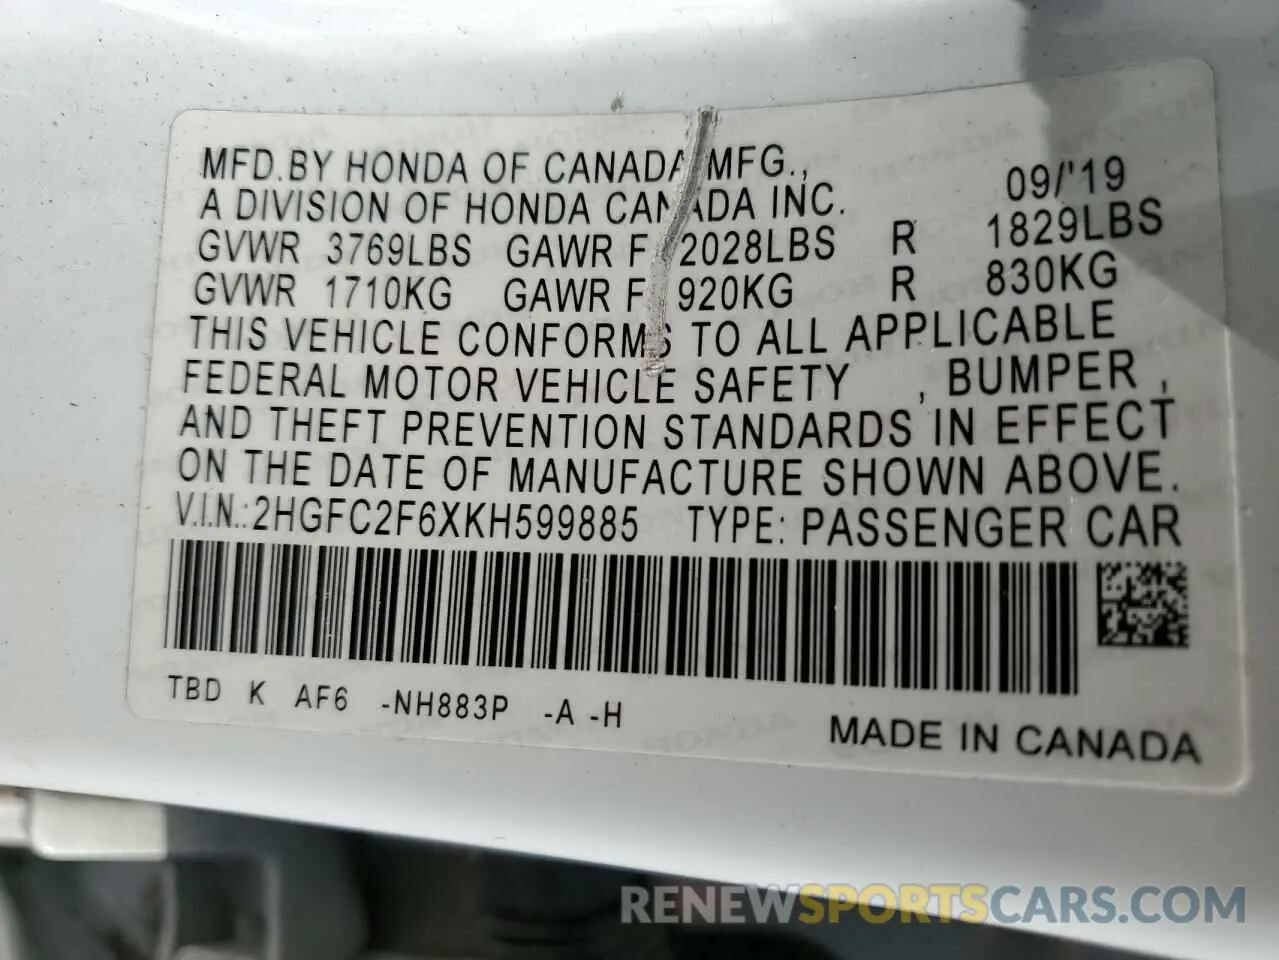 MFD.BY HONDA OF CANADA MFG.,
A DIVISION OF HONDA CANADA INC. 09/'19
GVWR 3769LBS GAWR F 2028LBS R 1829LBS
GVWR 1710KG GAWR F 920KG R 830KG
THIS VEHICLE CONFORMS TO ALL APPLICABLE
FEDERAL MOTOR VEHICLE SAFETY , BUMPER ,
AND THEFT PREVENTION STANDARDS IN EFFECT
ON THE DATE OF MANUFACTURE SHOWN ABOVE.
V.I.N.:2HGFC2F6XKH599885 TYPE: PASSENGER CAR
TBD K AF6 -NH883P -A -H
MADE IN CANADA
RENEWSPORTSCARS.COM